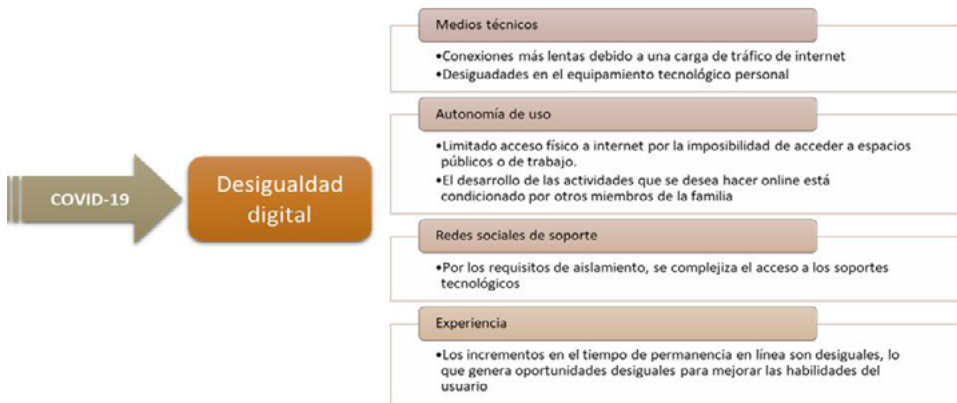 COVID-19
Desigualdad
digital
Medios técnicos
•Conexiones más lentas debido a una carga de tráfico de internet
•Desiguadades en el equipamiento tecnológico personal
Autonomía de uso
•Limitado acceso físico a internet por la imposibilidad de acceder a espacios
públicos o de trabajo.
•El desarrollo de las actividades que se desea hacer online está
condicionado por otros miembros de la familia
Redes sociales de soporte
•Por los requisitos de aislamiento, se complejiza el acceso a los soportes
tecnológicos
Experiencia
•Los incrementos en el tiempo de permanencia en línea son desiguales, lo
que genera oportunidades desiguales para mejorar las habilidades del
usuario